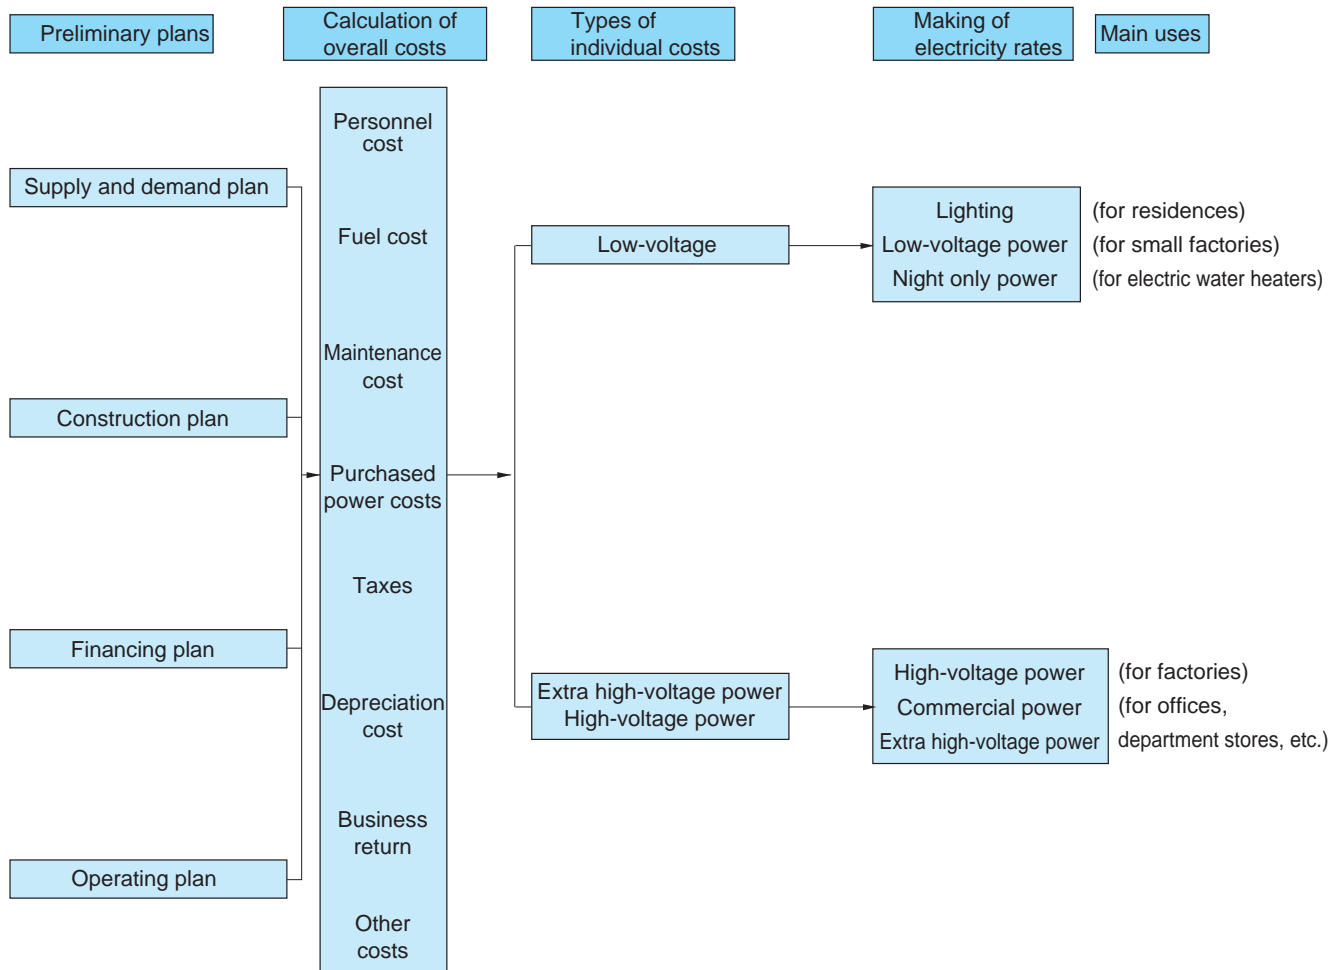 Preliminary plans
Calculation of
overall costs
Types of
individual costs
Making of
electricity rates
Main uses
Supply and demand plan
Construction plan
Financing plan
Operating plan
Personnel
cost
Fuel cost
Maintenance
cost
Purchased
power costs
Taxes
Depreciation
cost
Business
return
Other
costs
Low-voltage
Extra high-voltage power
High-voltage power
Lighting
Low-voltage power
Night only power
(for residences)
(for small factories)
(for electric water heaters)
High-voltage power
Commercial power
Extra high-voltage power
(for factories)
(for offices,
department stores, etc.)